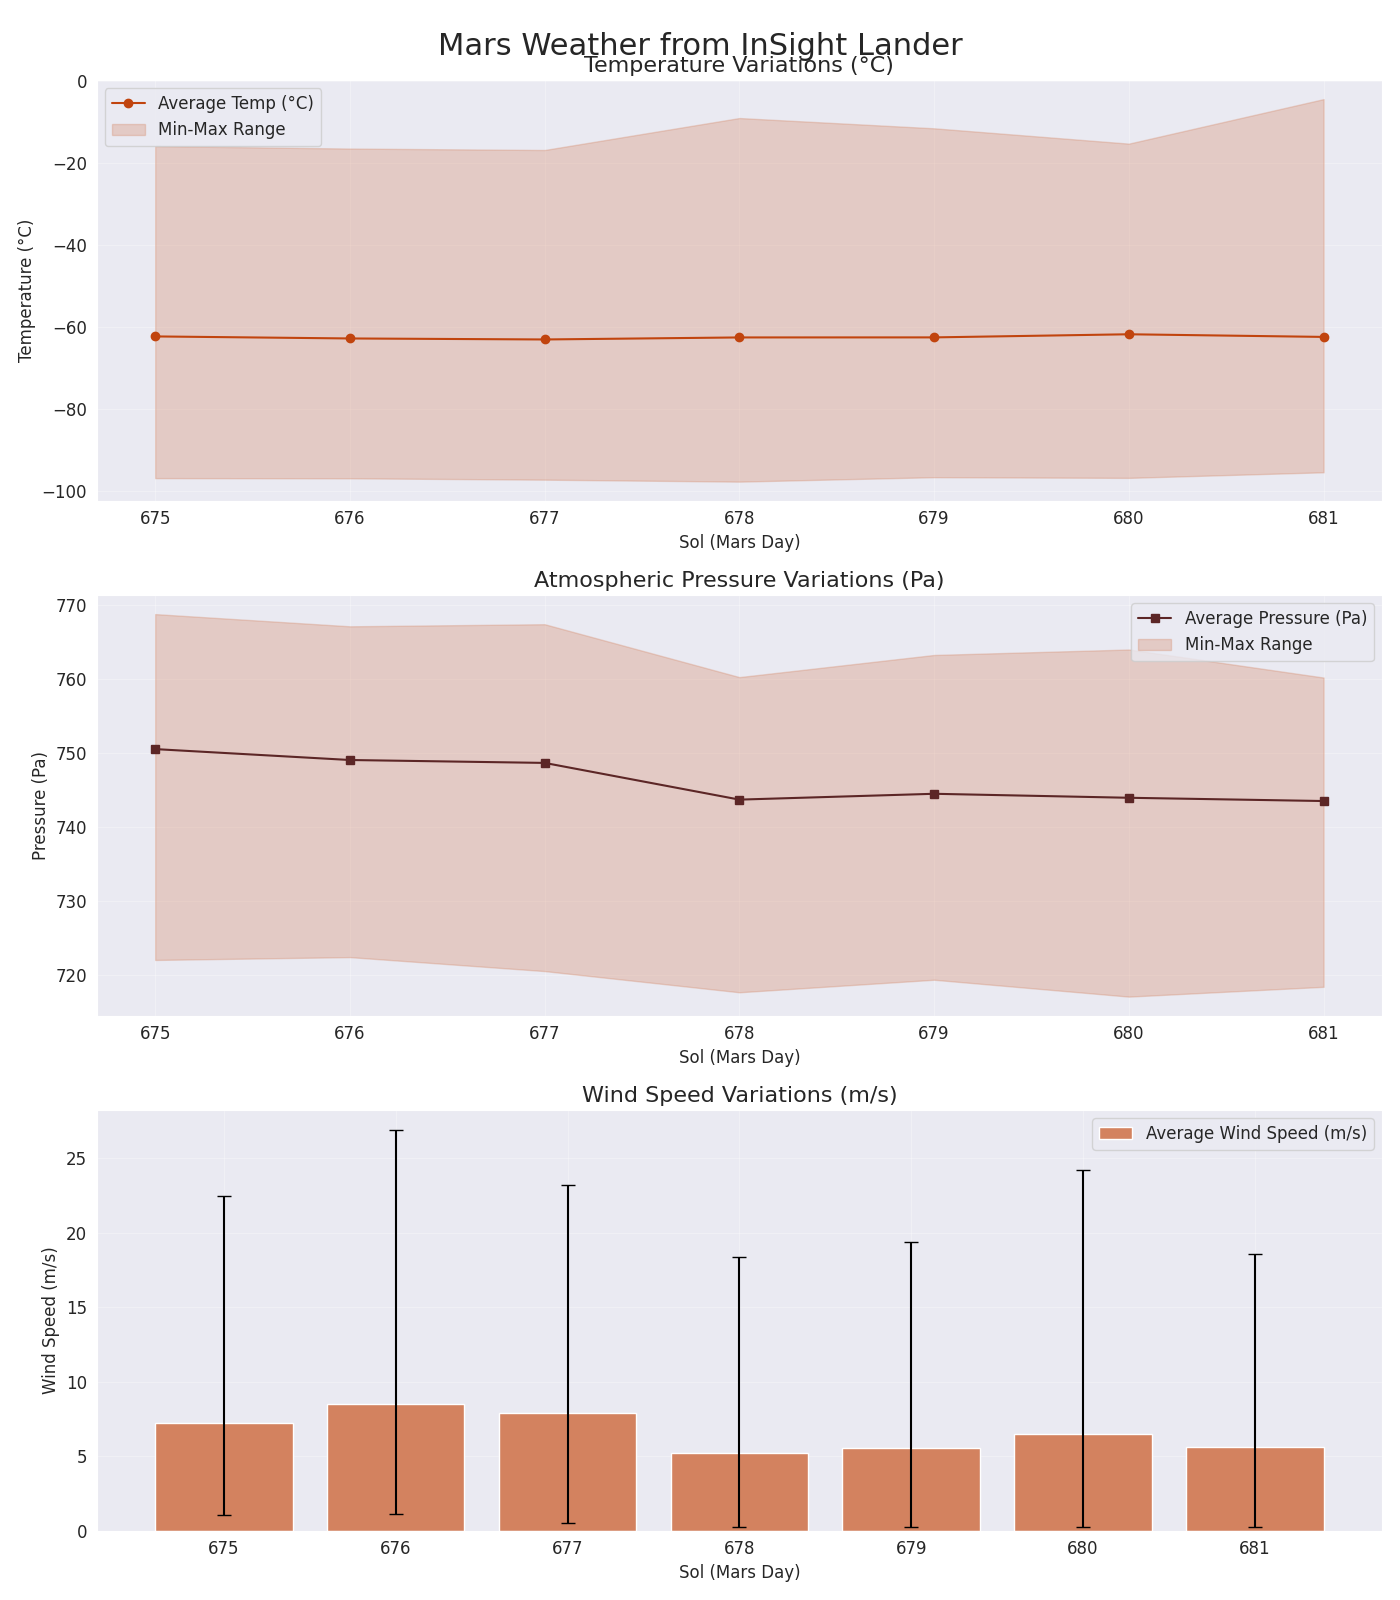 Mars Weather from InSight Lander
Temperature Variations (°C)
Average Temp (°C)
Min-Max Range
Temperature (°C)
0
−20
−40
−60
−80
−100
675 676 677 678 679 680 681
Sol (Mars Day)
Atmospheric Pressure Variations (Pa)
Average Pressure (Pa)
Min-Max Range
Pressure (Pa)
770
760
750
740
730
720
675 676 677 678 679 680 681
Sol (Mars Day)
Wind Speed Variations (m/s)
Average Wind Speed (m/s)
Wind Speed (m/s)
25
20
15
10
5
0
675 676 677 678 679 680 681
Sol (Mars Day)